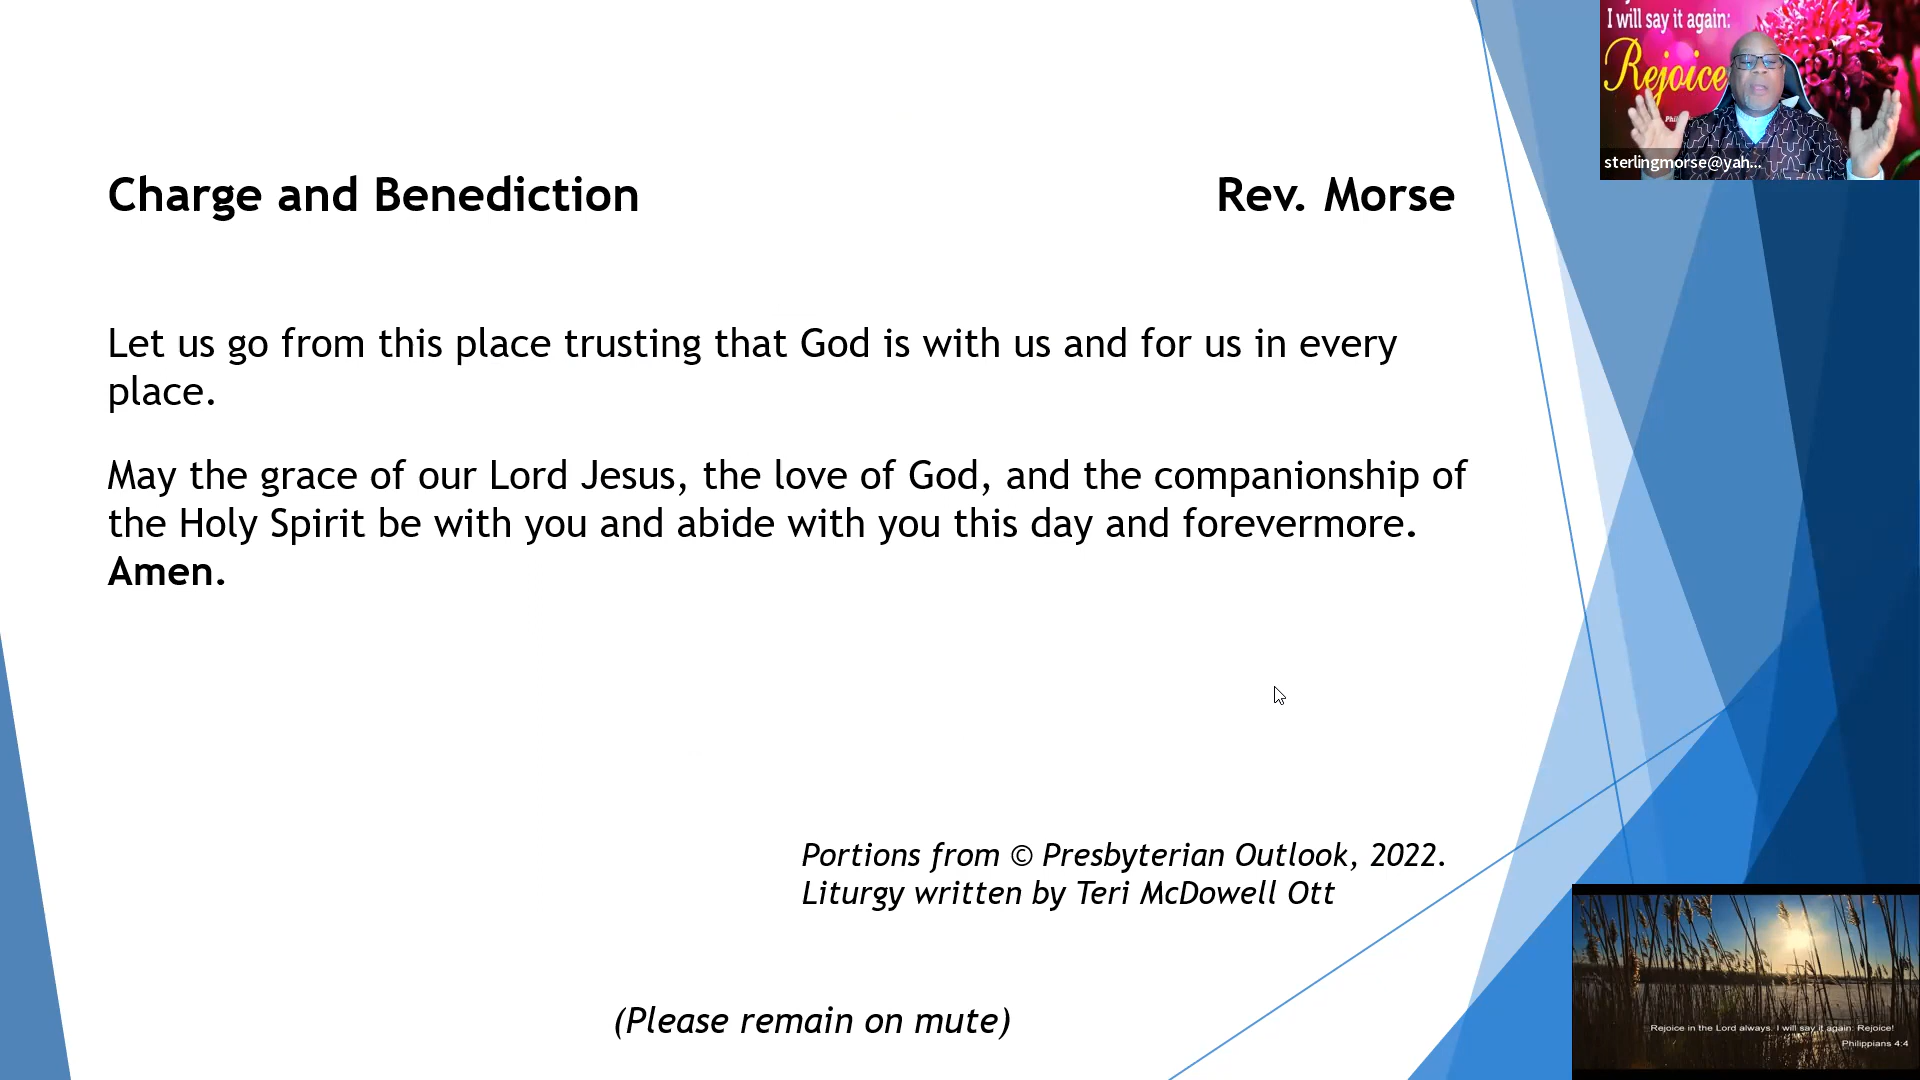 Charge and Benediction Rev. Morse
Let us go from this place trusting that God is with us and for us in every
place.
May the grace of our Lord Jesus, the love of God, and the companionship of
the Holy Spirit be with you and abide with you this day and forevermore.
Amen.
Portions from © Presbyterian Outlook, 2022.
Liturgy written by Teri McDowell Ott
(Please remain on mute)
I will say it again:
Rejoice
sterlingmorse@yah...
Rejoice in the Lord always. I will say it again: Rejoice!
Philippians 4:4